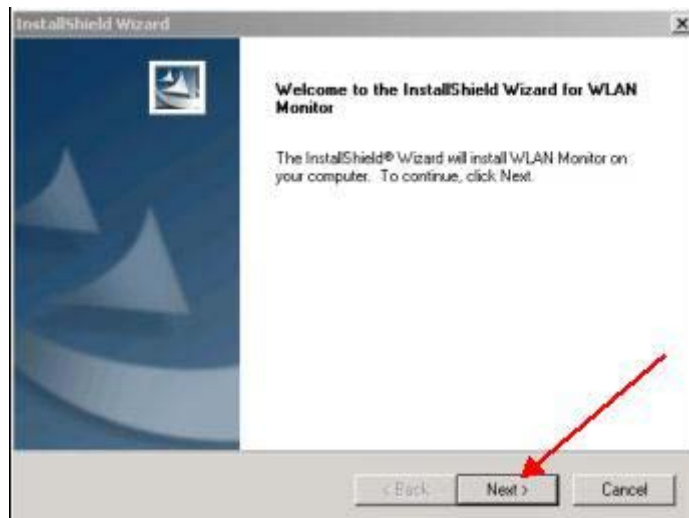 InstallShield Wizard
Welcome to the InstallShield Wizard for WLAN
Monitor
The InstallShield® Wizard will install WLAN Monitor on
your computer. To continue, click Next.
< Back
Next >
Cancel